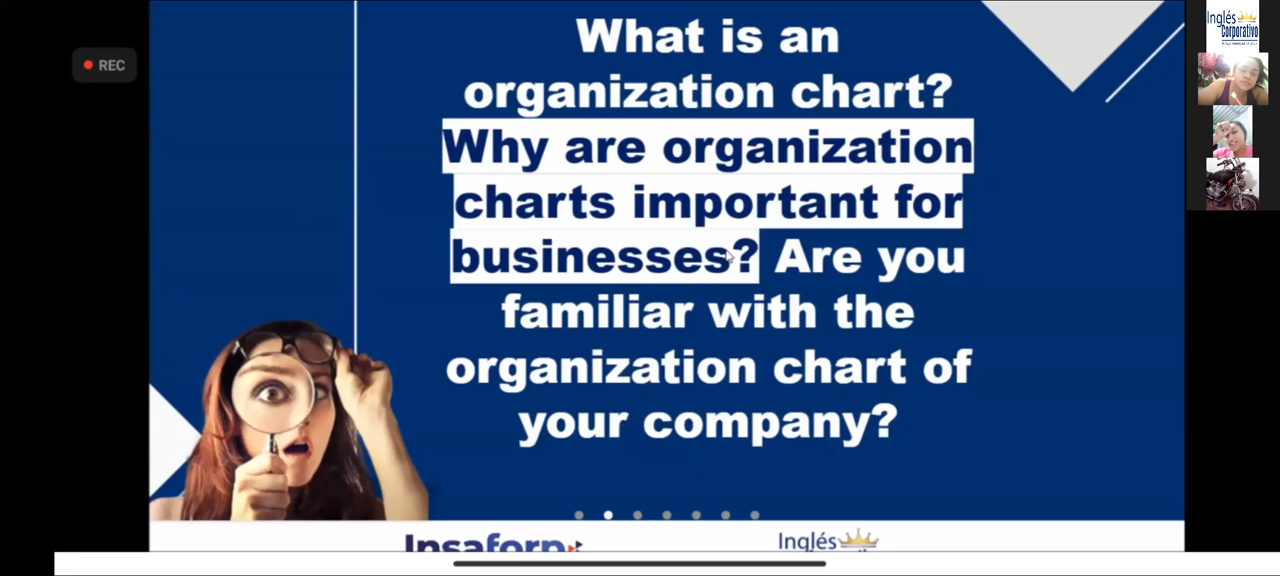 REC
What is an
organization chart?
Why are organization
charts important for
businesses? Are you
familiar with the
organization chart of
your company?
Insaforp
Inglés
Inglés
Corporativo